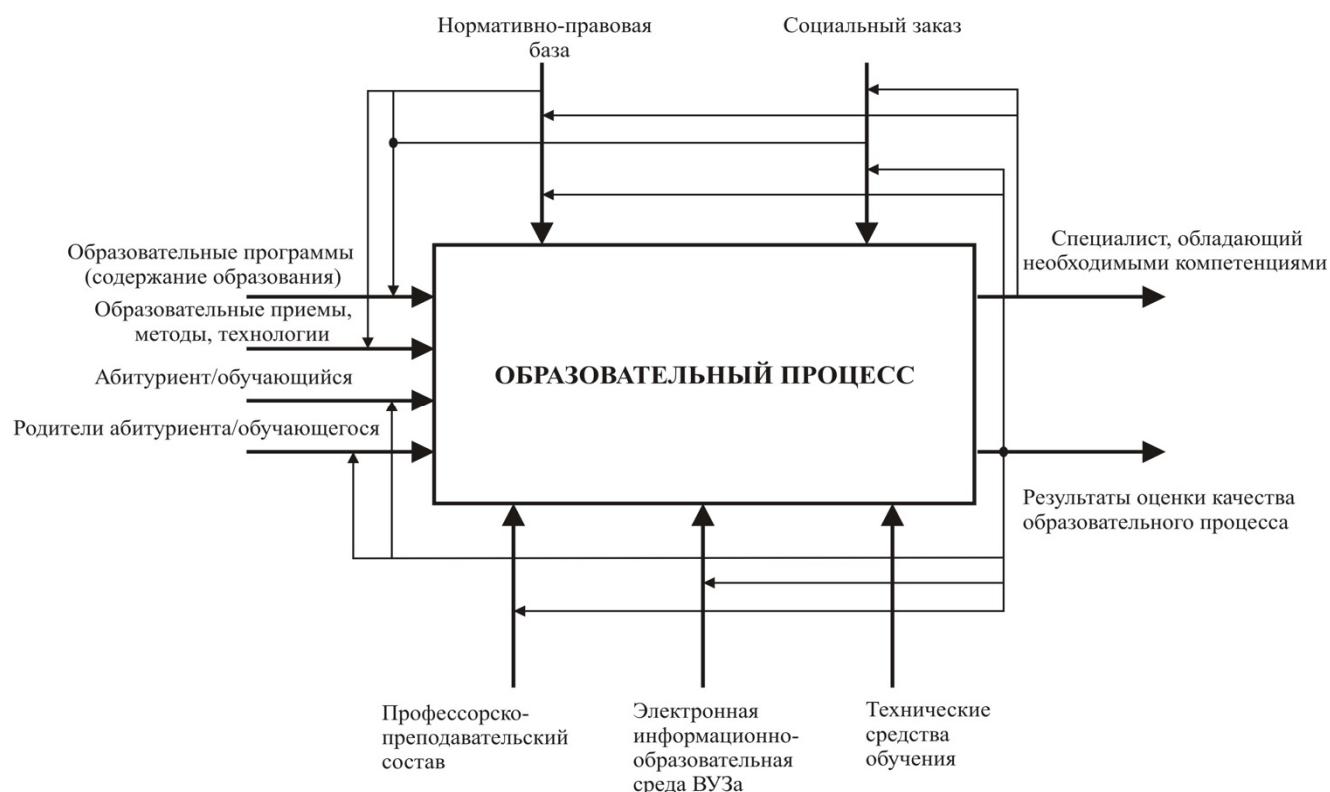 Нормативно-правовая
база
Социальный заказ
Образовательные программы
(содержание образования)
Образовательные приемы,
методы, технологии
Абитуриент/обучающийся
Родители абитуриента/обучающегося
ОБРАЗОВАТЕЛЬНЫЙ ПРОЦЕСС
Специалист, обладающий
необходимыми компетенциями
Результаты оценки качества
образовательного процесса
Профессорско-
преподавательский
состав
Электронная
информационно-
образовательная
среда ВУЗа
Технические
средства
обучения